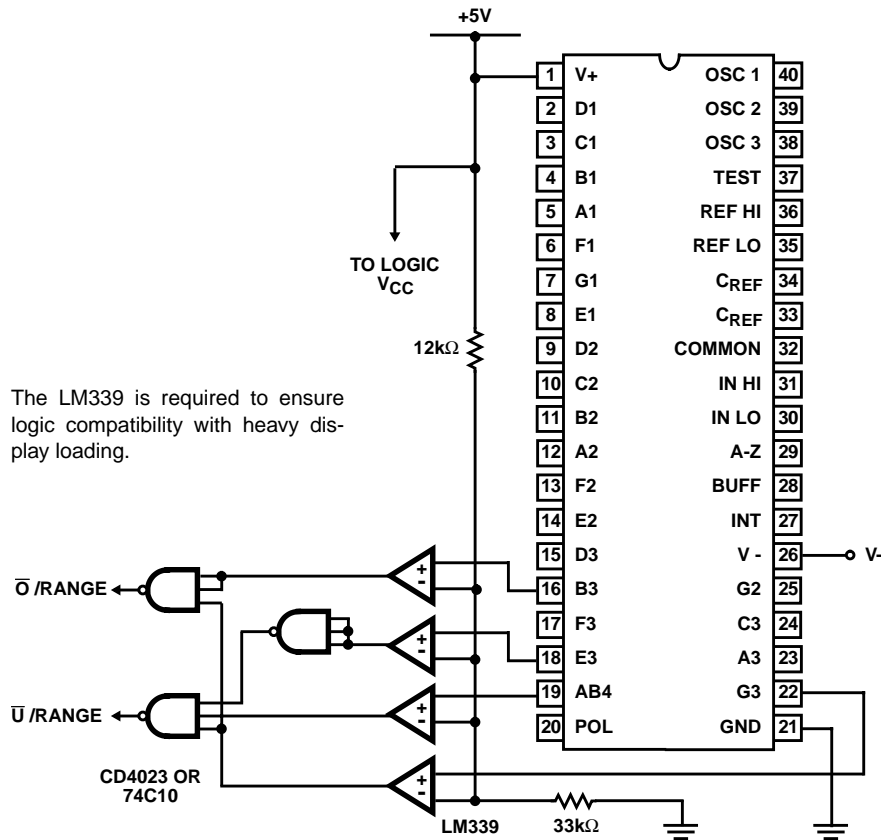 +5V
1 V+ OSC 1 40
2 D1 OSC 2 39
3 C1 OSC 3 38
4 B1 TEST 37
5 A1 REF HI 36
6 F1 REF LO 35
TO LOGIC
VCC
7 G1 CREF 34
8 E1 CREF 33
12kΩ
9 D2 COMMON 32
10 C2 IN HI 31
11 B2 IN LO 30
12 A2 A-Z 29
13 F2 BUFF 28
14 E2 INT 27
15 D3 V - 26 V-
16 B3 G2 25
17 F3 C3 24
18 E3 A3 23
19 AB4 G3 22
20 POL GND 21
The LM339 is required to ensure
logic compatibility with heavy dis-
play loading.
O̅ /RANGE
+
-
+
-
U̅ /RANGE
+
-
+
-
CD4023 OR
74C10
LM339
33kΩ